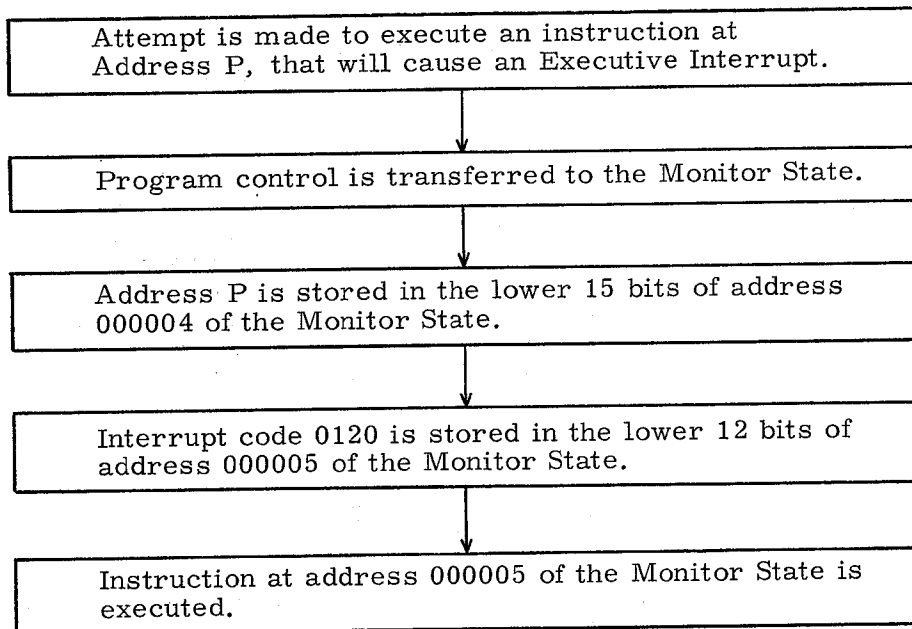 Attempt is made to execute an instruction at
Address P, that will cause an Executive Interrupt.
Program control is transferred to the Monitor State.
Address P is stored in the lower 15 bits of address
000004 of the Monitor State.
Interrupt code 0120 is stored in the lower 12 bits of
address 000005 of the Monitor State.
Instruction at address 000005 of the Monitor State is
executed.